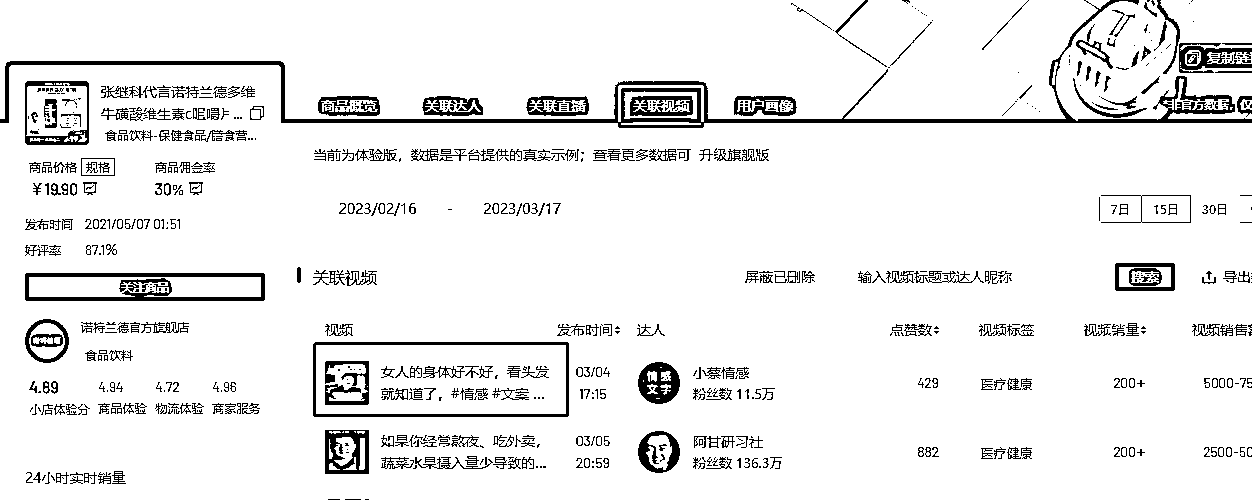 张继科代言诺特兰德多维
牛磺酸维生素c咀嚼片 ...
食品饮料-保健食品/膳食营...
商品价格 规格 商品佣金率
￥19.90 30%
发布时间 2021/05/07 01:51
好评率 87.1%
关注商品
诺特兰德官方旗舰店
食品饮料
4.89 4.94 4.72 4.96
小店体验分 商品体验 物流体验 商家服务
24小时实时销量
商品概览 关联达人 关联直播 关联视频 用户画像
复制链
非官方数据，仅
当前为体验版，数据是平台提供的真实示例；查看更多数据可 升级旗舰版
2023/02/16 - 2023/03/17 7日 15日 30日
关联视频 屏蔽已删除 输入视频标题或达人昵称 搜索 导出
视频 发布时间 达人 点赞数 视频标签 视频销量 视频销售
女人的身体好不好，看头发 03/04 小蔡情感
就知道了，#情感 #文案 ... 17:15 粉丝数 11.5万
情感
文字
429 医疗健康 200+ 5000-75
如果你经常熬夜、吃外卖， 03/05 阿甘研习社
蔬菜水果摄入量少导致的... 20:59 粉丝数 136.3万
882 医疗健康 200+ 2500-50